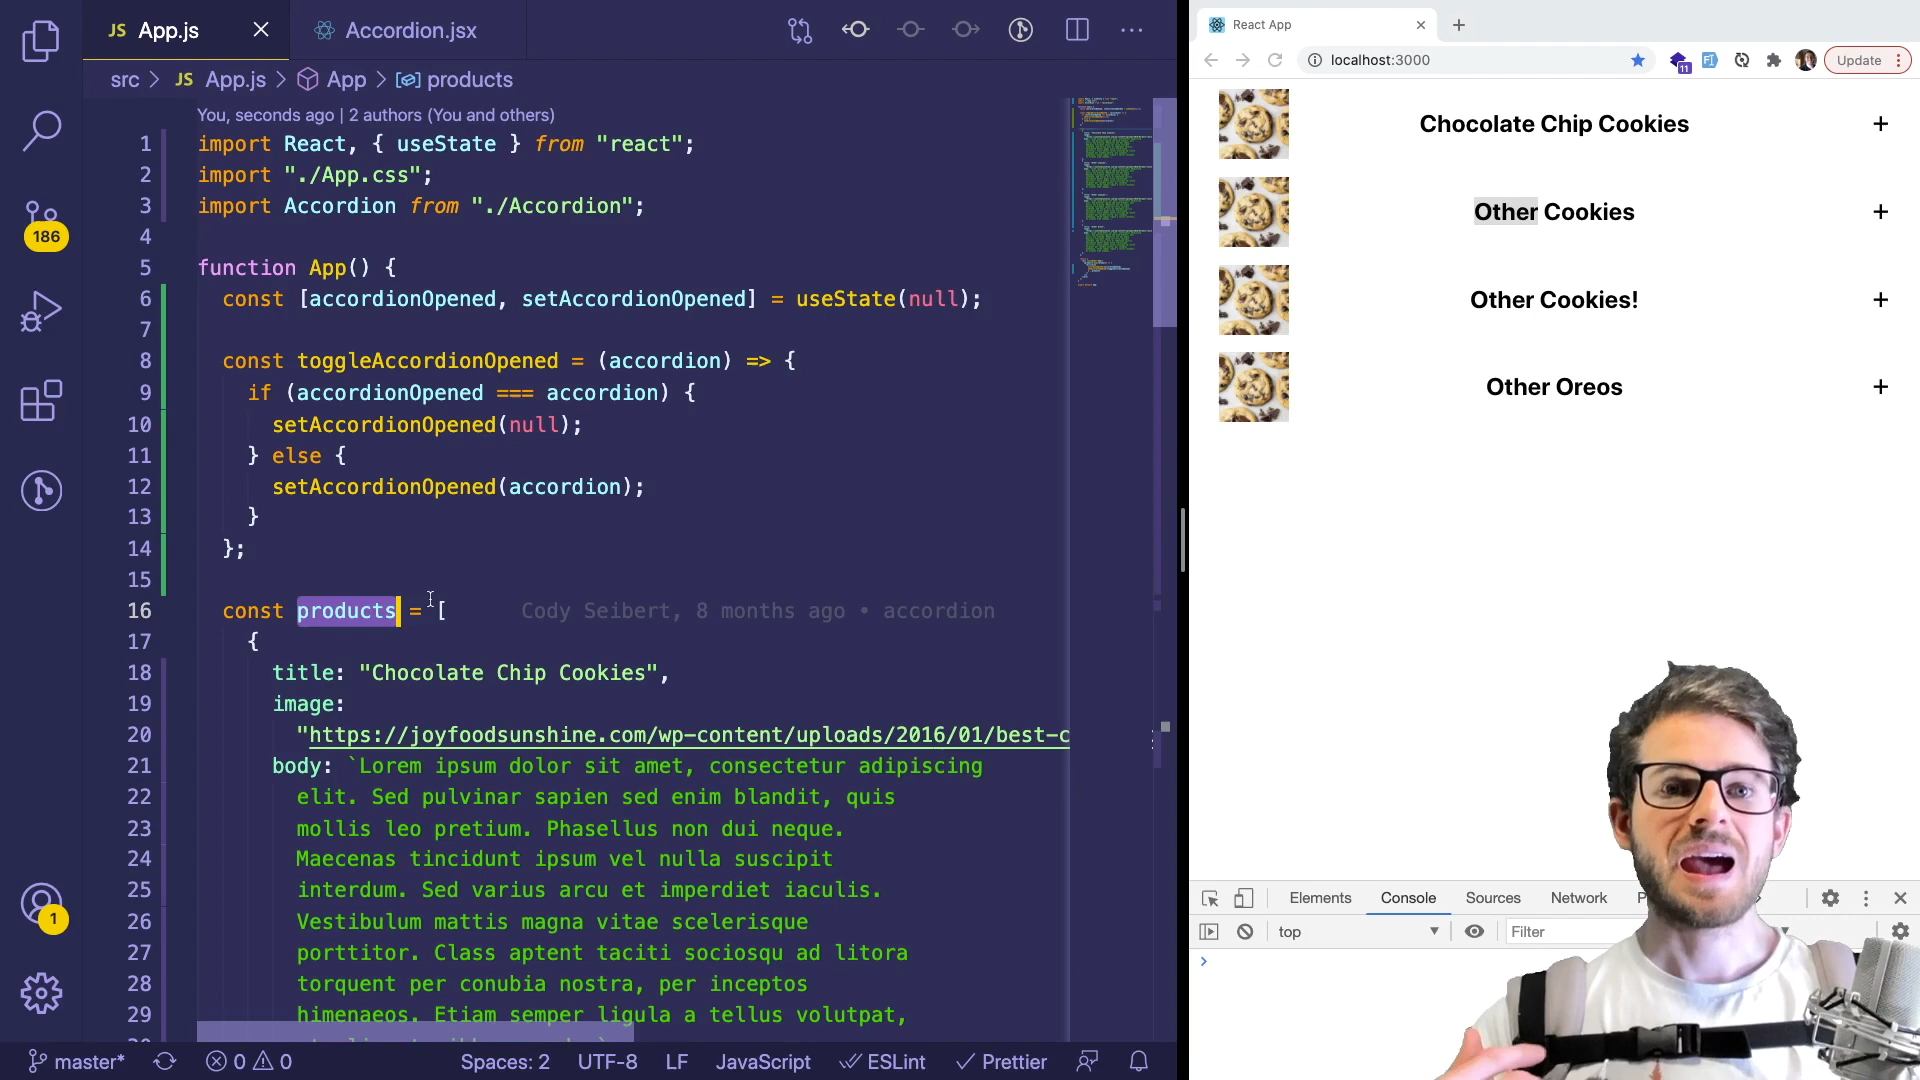 JS App.js
Accordion.jsx
src > JS App.js > App > products
You, seconds ago | 2 authors (You and others)
1 import React, { useState } from "react";
2 import "./App.css";
3 import Accordion from "./Accordion";
4
5 function App() {
6 const [accordionOpened, setAccordionOpened] = useState(null);
7
8 const toggleAccordionOpened = (accordion) => {
9 if (accordionOpened === accordion) {
10 setAccordionOpened(null);
11 } else {
12 setAccordionOpened(accordion);
13 }
14 };
15
16 const products = [ Cody Seibert, 8 months ago • accordion
17 {
18 title: "Chocolate Chip Cookies",
19 image:
20 "https://joyfoodsunshine.com/wp-content/uploads/2016/01/best-c
21 body: `Lorem ipsum dolor sit amet, consectetur adipiscing
22 elit. Sed pulvinar sapien sed enim blandit, quis
23 mollis leo pretium. Phasellus non dui neque.
24 Maecenas tincidunt ipsum vel nulla suscipit
25 interdum. Sed varius arcu et imperdiet iaculis.
26 Vestibulum mattis magna vitae scelerisque
27 porttitor. Class aptent taciti sociosqu ad litora
28 torquent per conubia nostra, per inceptos
29 himenaeos. Etiam semper ligula a tellus volutpat,
186
1
master* 0 0 Spaces: 2 UTF-8 LF JavaScript ESLint Prettier
React App
localhost:3000
11
Update
Chocolate Chip Cookies +
Other Cookies +
Other Cookies! +
Other Oreos +
Elements Console Sources Network
top Filter